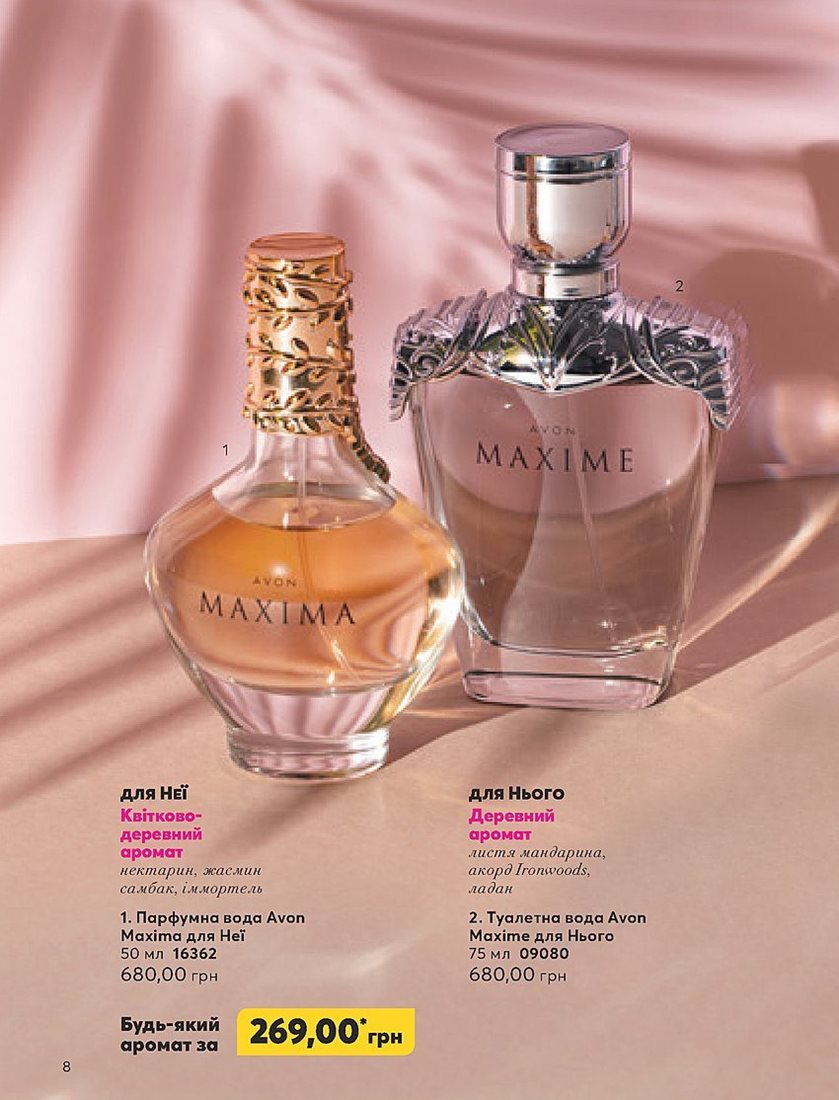 2
1
AVON
MAXIME
AVON
MAXIMA
для Неї
Квітково-
деревний
аромат
нектарин, жасмин
самбак, іммортель
1. Парфумна вода Avon
Maxima для Неї
50 мл 16362
680,00 грн
для Нього
Деревний
аромат
листя мандарина,
акорд Ironwoods,
ладан
2. Туалетна вода Avon
Maxime для Нього
75 мл 09080
680,00 грн
Будь-який
аромат за
269,00* грн
8